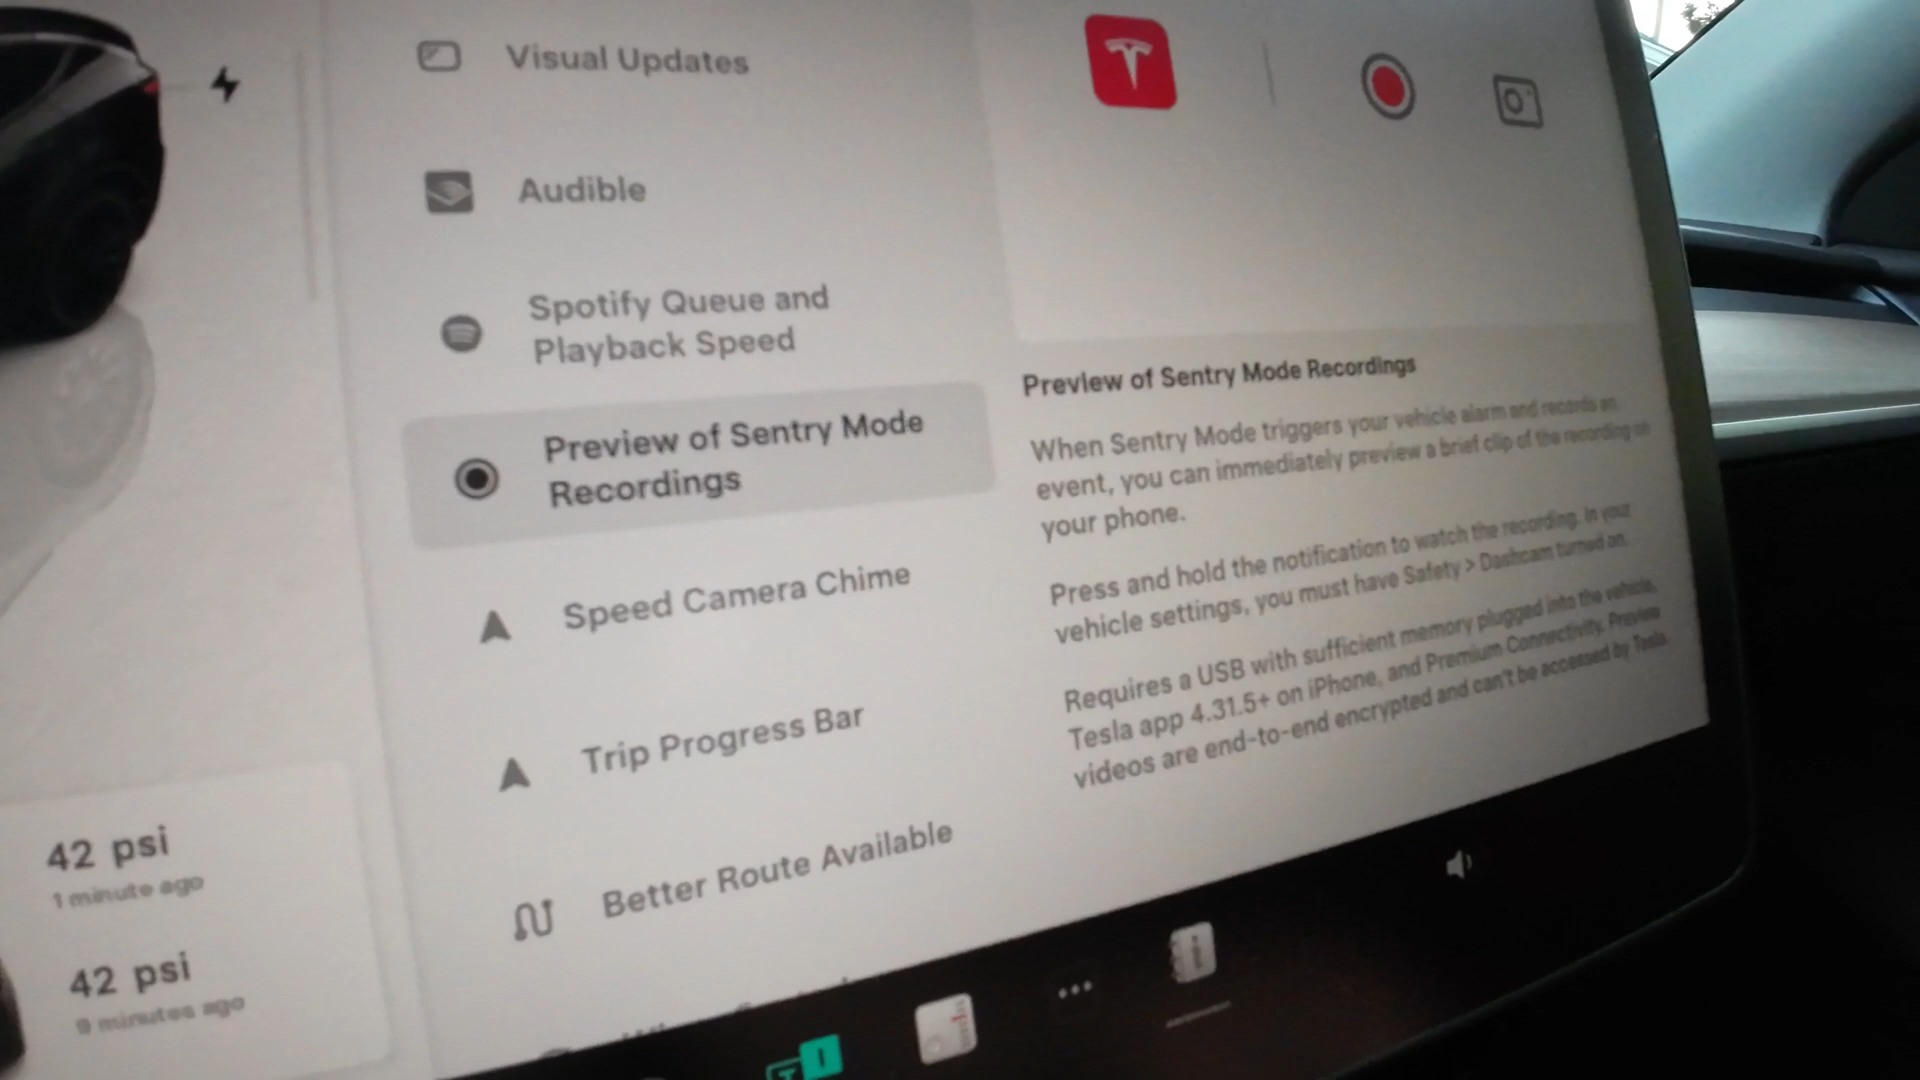 Visual Updates
Audible
Spotify Queue and
Playback Speed
Preview of Sentry Mode
Recordings
Speed Camera Chime
Trip Progress Bar
Better Route Available
42 psi
1 minute ago
42 psi
9 minutes ago
Preview of Sentry Mode Recordings
When Sentry Mode triggers your vehicle alarm and records an
event, you can immediately preview a brief clip of the recording on
your phone.
Press and hold the notification to watch the recording. In your
vehicle settings, you must have Safety > Dashcam turned on.
Requires a USB with sufficient memory plugged into the vehicle,
Tesla app 4.31.5+ on iPhone, and Premium Connectivity. Preview
videos are end-to-end encrypted and can't be accessed by Tesla.